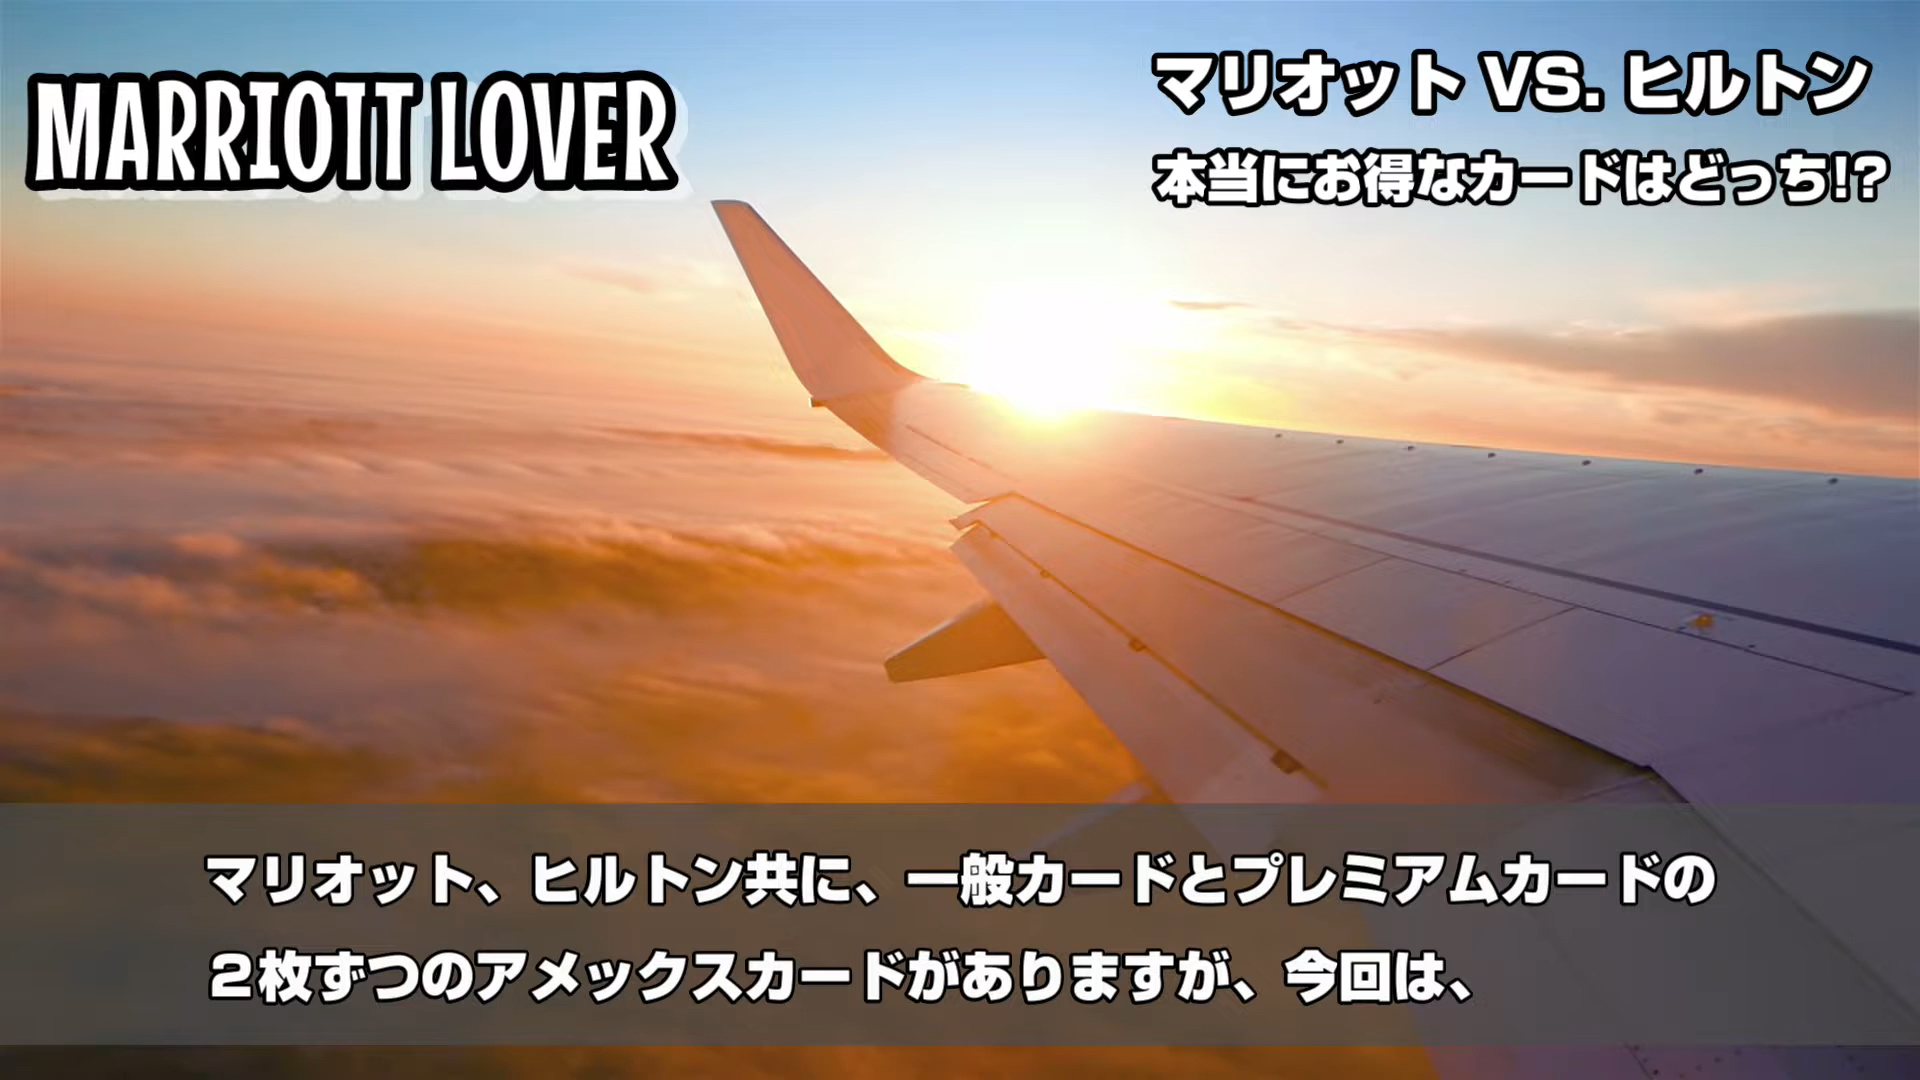 MARRIOTT LOVER
マリオット VS. ヒルトン
本当にお得なカードはどっち!?
マリオット、ヒルトン共に、一般カードとプレミアムカードの
２枚ずつのアメックスカードがありますが、今回は、